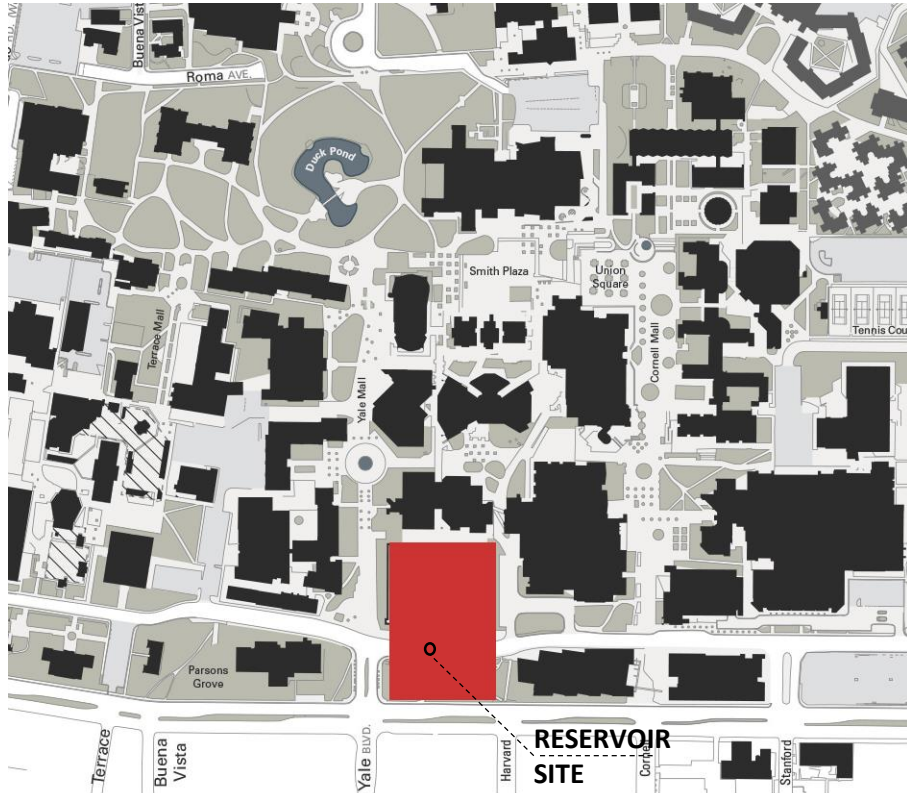 Buena Vista
Roma AVE.
Duck Pond
Smith Plaza
Union
Square
Terrace Mall
Yale Mall
Cornell Mall
Tennis Cou
Parsons
Grove
RESERVOIR
SITE
Terrace
Buena
Vista
Yale BLVD.
Harvard
Corne
Stanford